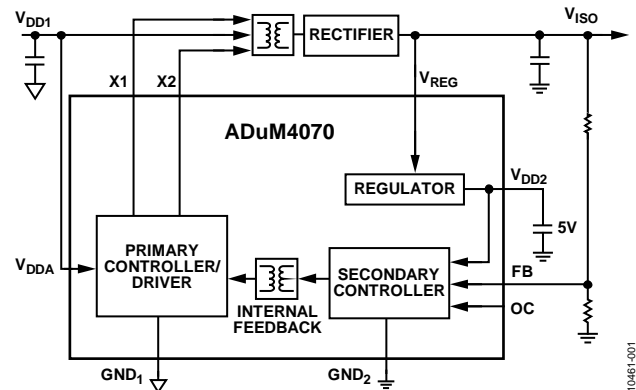 VDD1
VISO
RECTIFIER
X1
X2
VREG
ADuM4070
REGULATOR
VDD2
5V
PRIMARY
CONTROLLER/
DRIVER
VDDA
INTERNAL
FEEDBACK
SECONDARY
CONTROLLER
FB
OC
GND1
GND2
10461-001